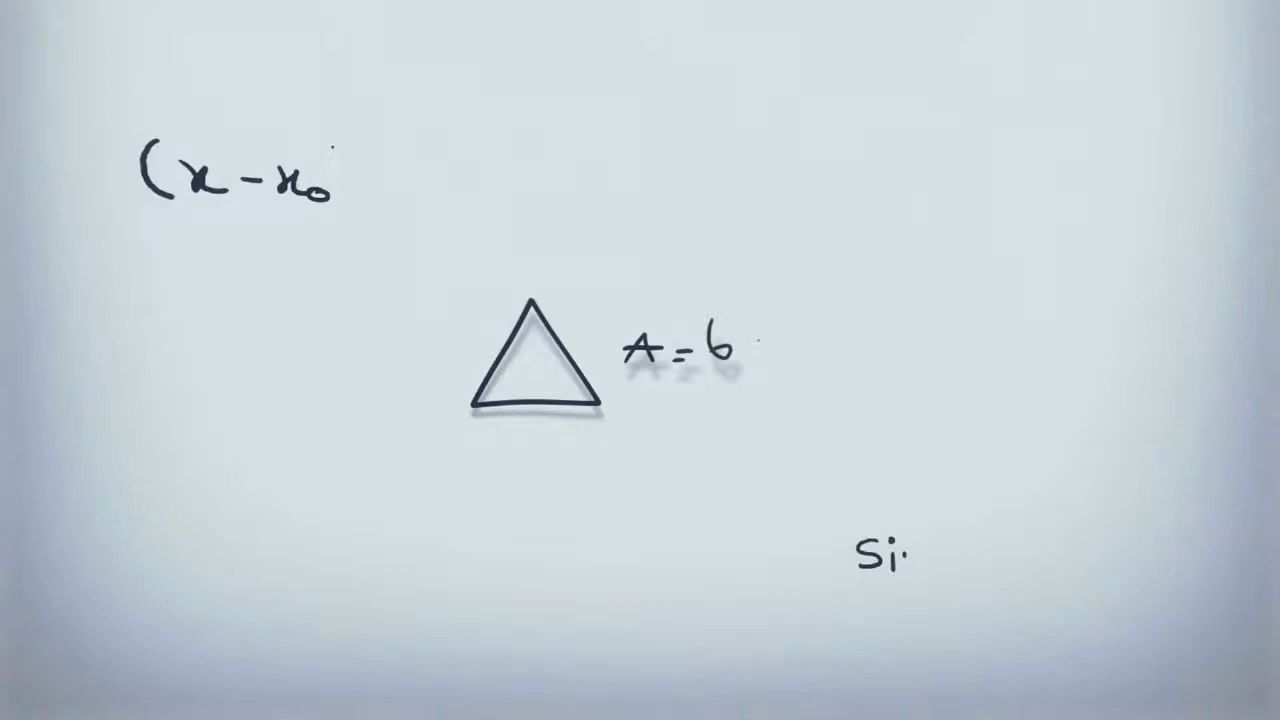 (x - x₀
A = 6
Si